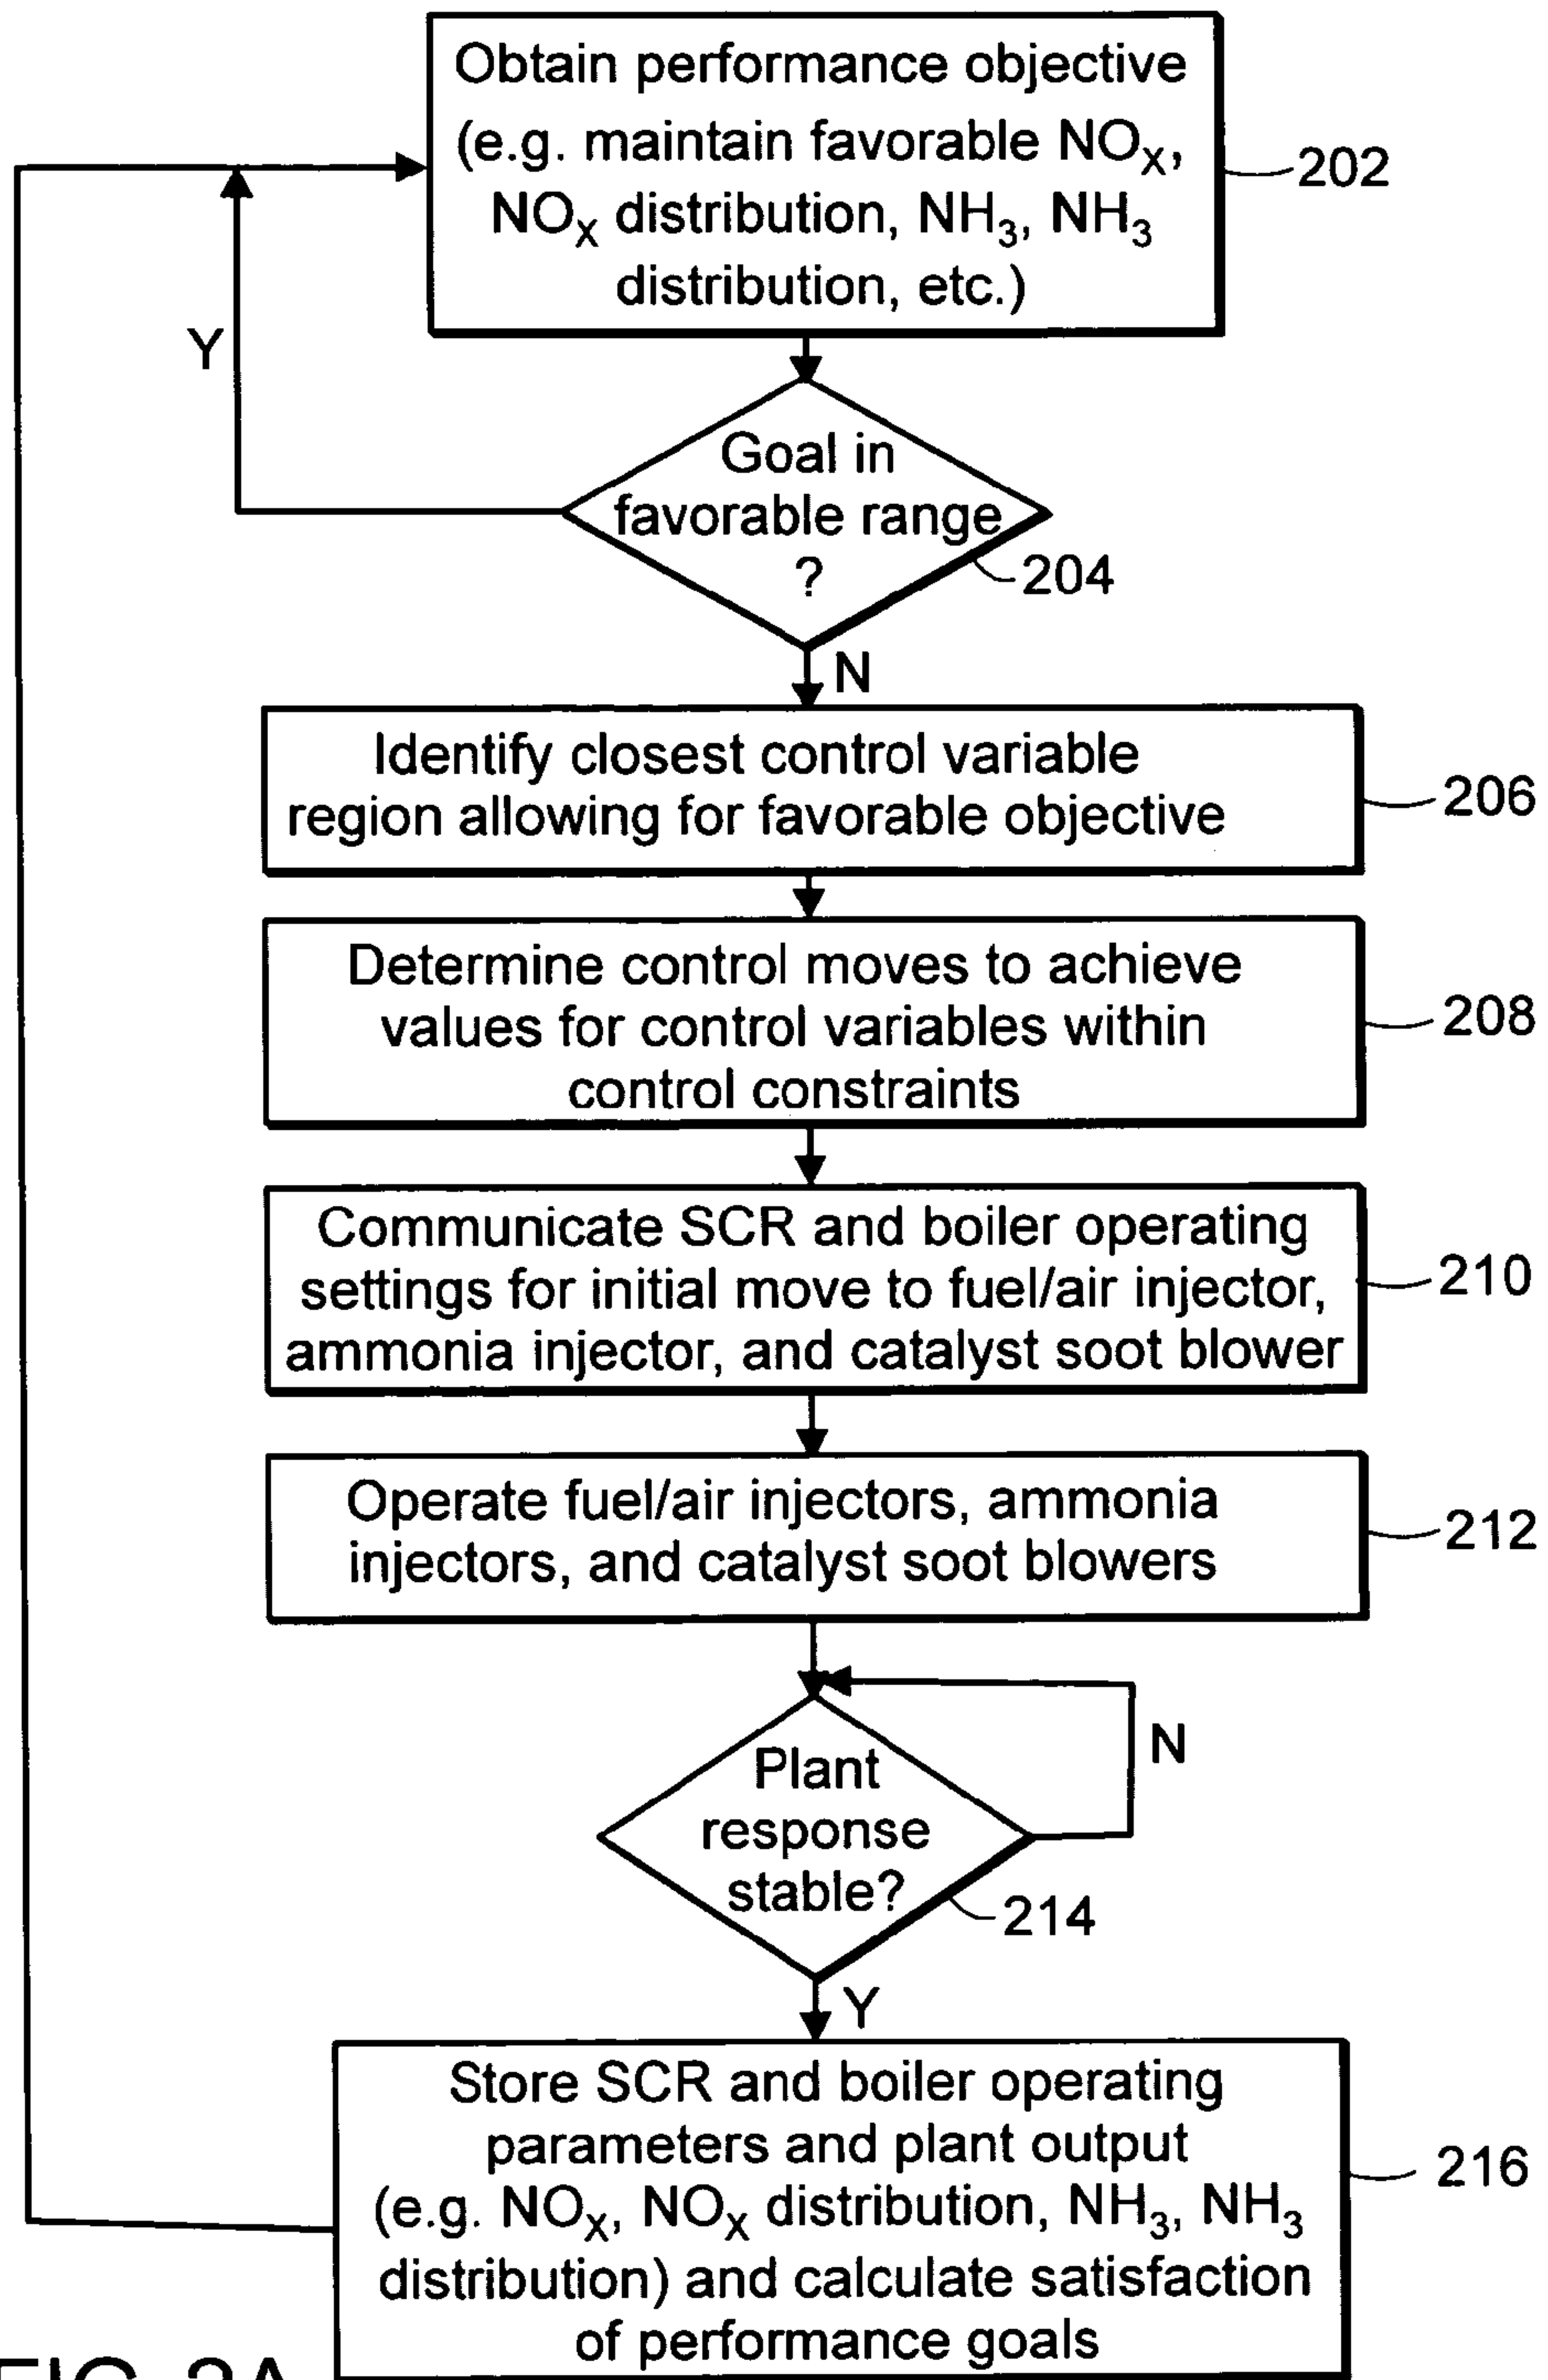 Obtain performance objective
(e.g. maintain favorable NOX,
NOX distribution, NH3, NH3
distribution, etc.)
202
Y
Goal in
favorable range
?
204
N
Identify closest control variable
region allowing for favorable objective
206
Determine control moves to achieve
values for control variables within
control constraints
208
Communicate SCR and boiler operating
settings for initial move to fuel/air injector,
ammonia injector, and catalyst soot blower
210
Operate fuel/air injectors, ammonia
injectors, and catalyst soot blowers
212
N
Plant
response
stable?
214
Y
Store SCR and boiler operating
parameters and plant output
(e.g. NOX, NOX distribution, NH3, NH3
distribution) and calculate satisfaction
of performance goals
216